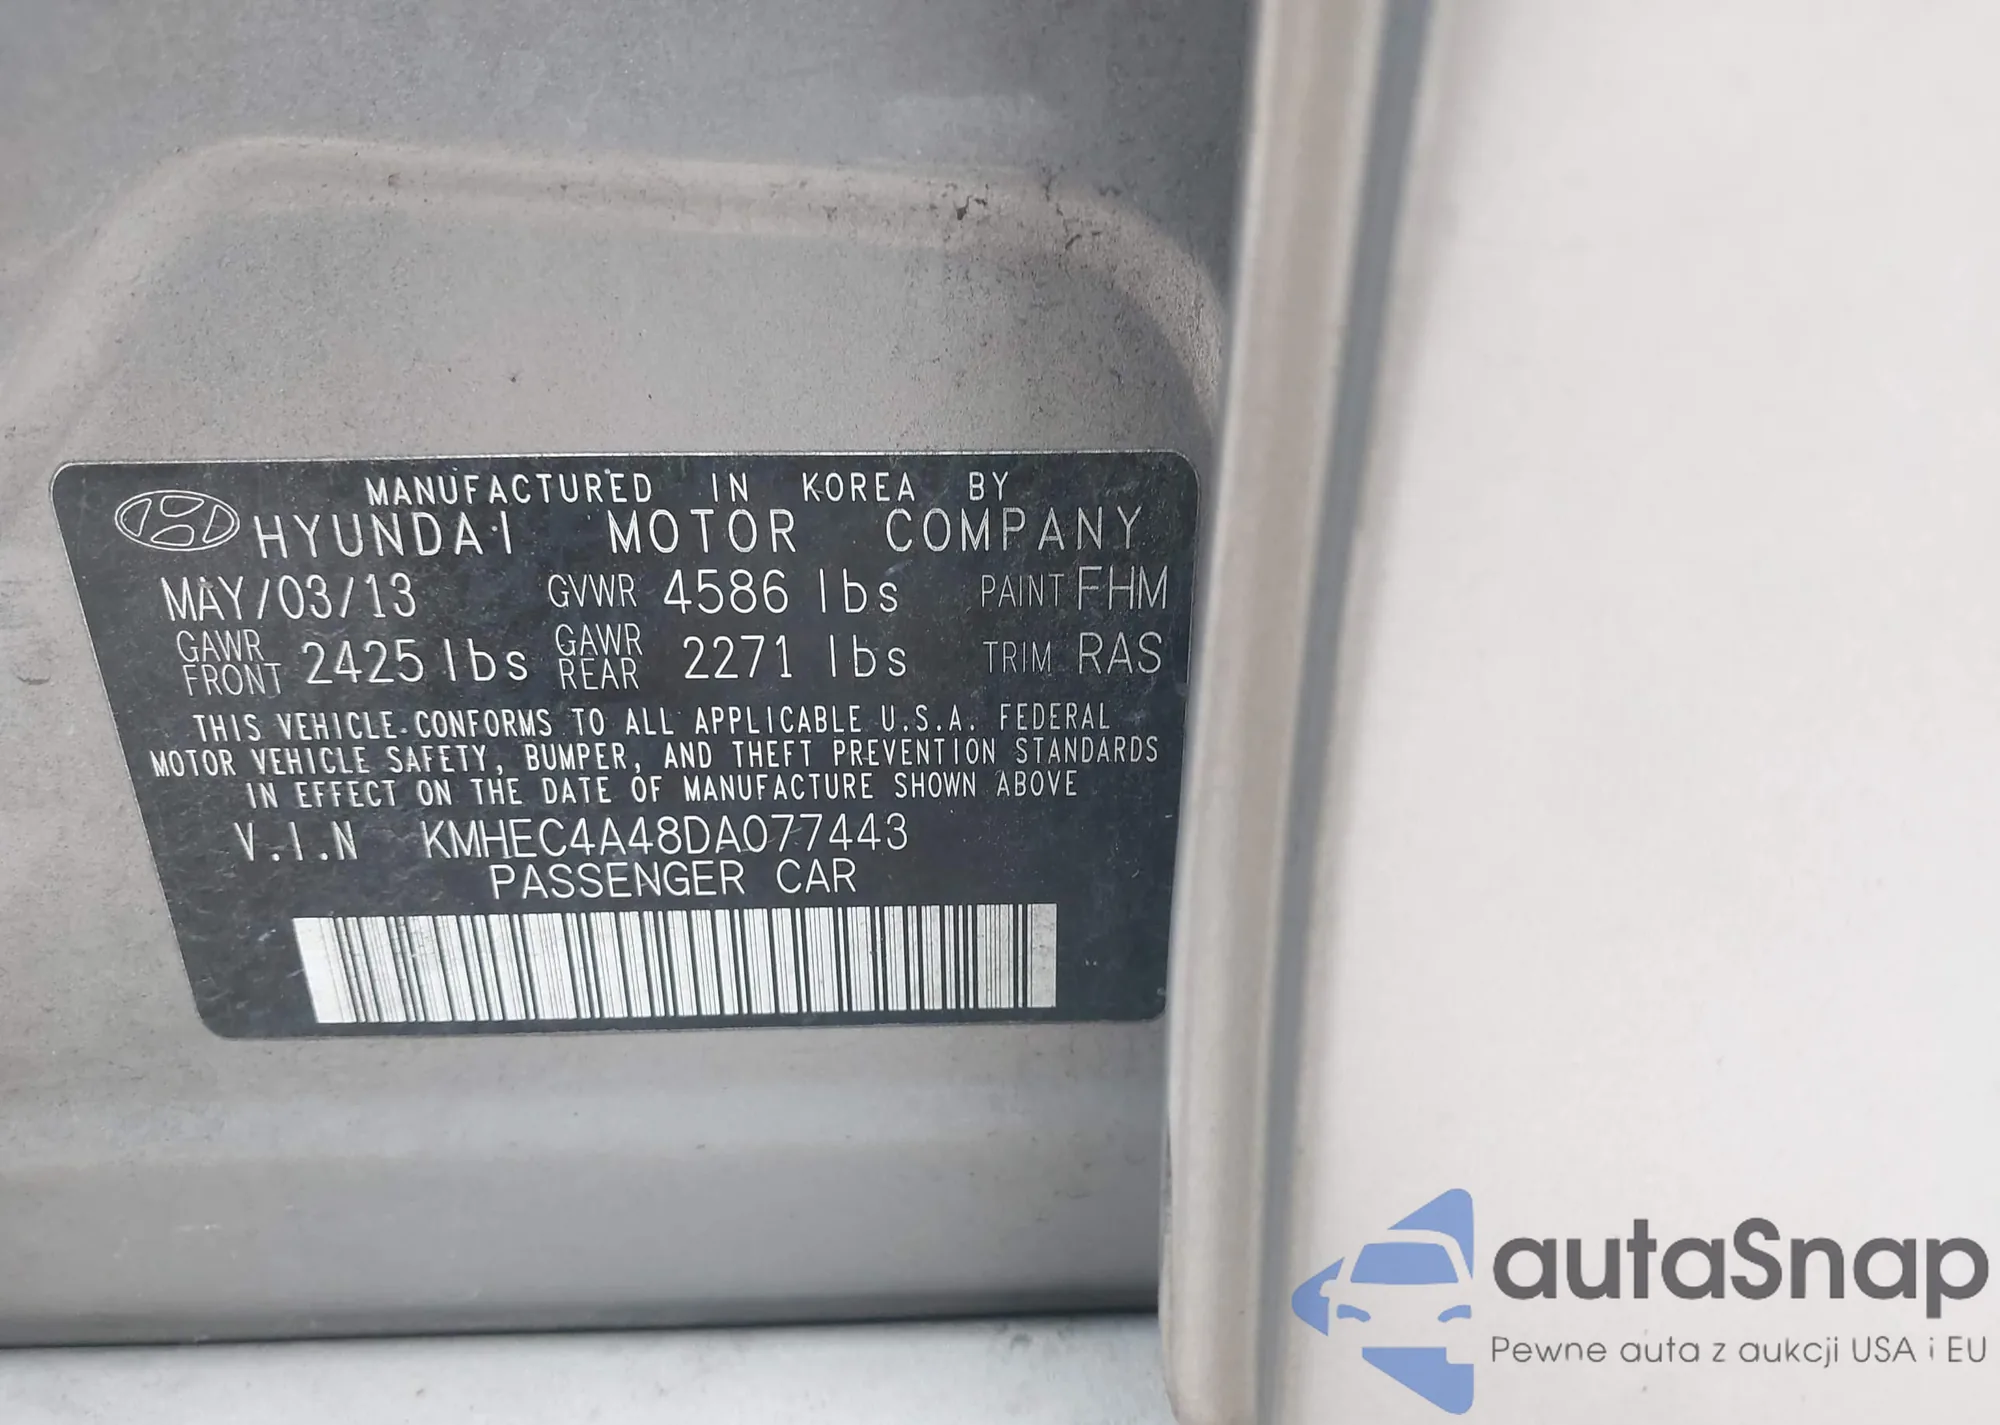 MANUFACTURED IN KOREA BY
HYUNDAI MOTOR COMPANY
MAY/03/13 GVWR 4586 lbs PAINT FHM
GAWR FRONT 2425 lbs GAWR REAR 2271 lbs TRIM RAS
THIS VEHICLE CONFORMS TO ALL APPLICABLE U.S.A. FEDERAL
MOTOR VEHICLE SAFETY, BUMPER, AND THEFT PREVENTION STANDARDS
IN EFFECT ON THE DATE OF MANUFACTURE SHOWN ABOVE
V.I.N KMHEC4A48DA077443
PASSENGER CAR
autaSnap
Pewne auta z aukcji USA i EU